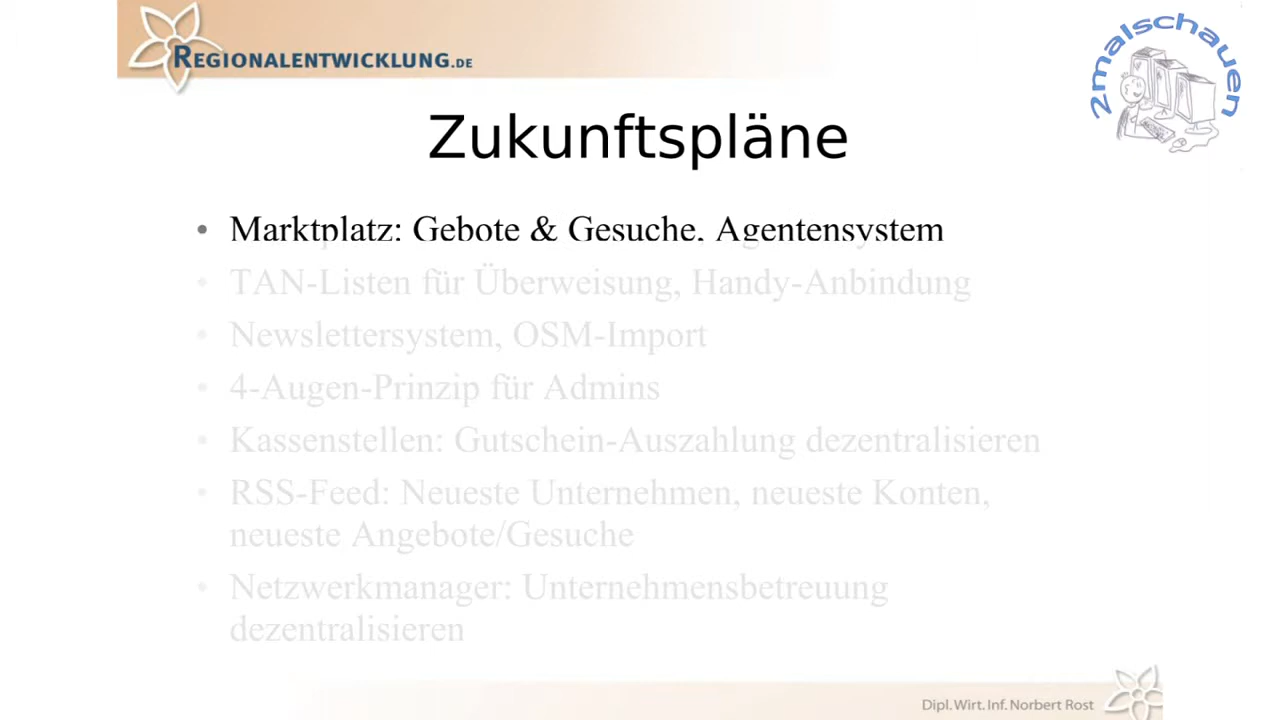 REGIONALENTWICKLUNG.DE
2malschauen
Zukunftspläne
• Marktplatz: Gebote & Gesuche, Agentensystem
• TAN-Listen für Überweisung, Handy-Anbindung
• Newslettersystem, OSM-Import
• 4-Augen-Prinzip für Admins
• Kassenstellen: Gutschein-Auszahlung dezentralisieren
• RSS-Feed: Neueste Unternehmen, neueste Konten,
neueste Angebote/Gesuche
• Netzwerkmanager: Unternehmensbetreuung
dezentralisieren
Dipl. Wirt. Inf. Norbert Rost